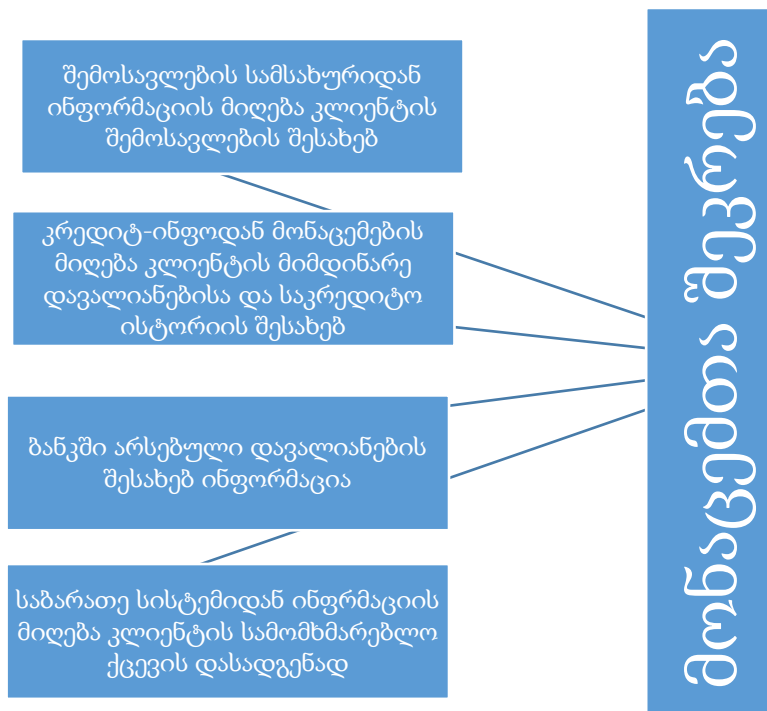 შემოსავლების სამსახურიდან
ინფორმაციის მიღება კლიენტის
შემოსავლების შესახებ
კრედიტ-ინფოდან მონაცემების
მიღება კლიენტის მიმდინარე
დავალიანებისა და საკრედიტო
ისტორიის შესახებ
ბანკში არსებული დავალიანების
შესახებ ინფორმაცია
საბარათე სისტემიდან ინფრმაციის
მიღება კლიენტის სამომხმარებლო
ქცევის დასადგენად
მონაცემთა შეკრება